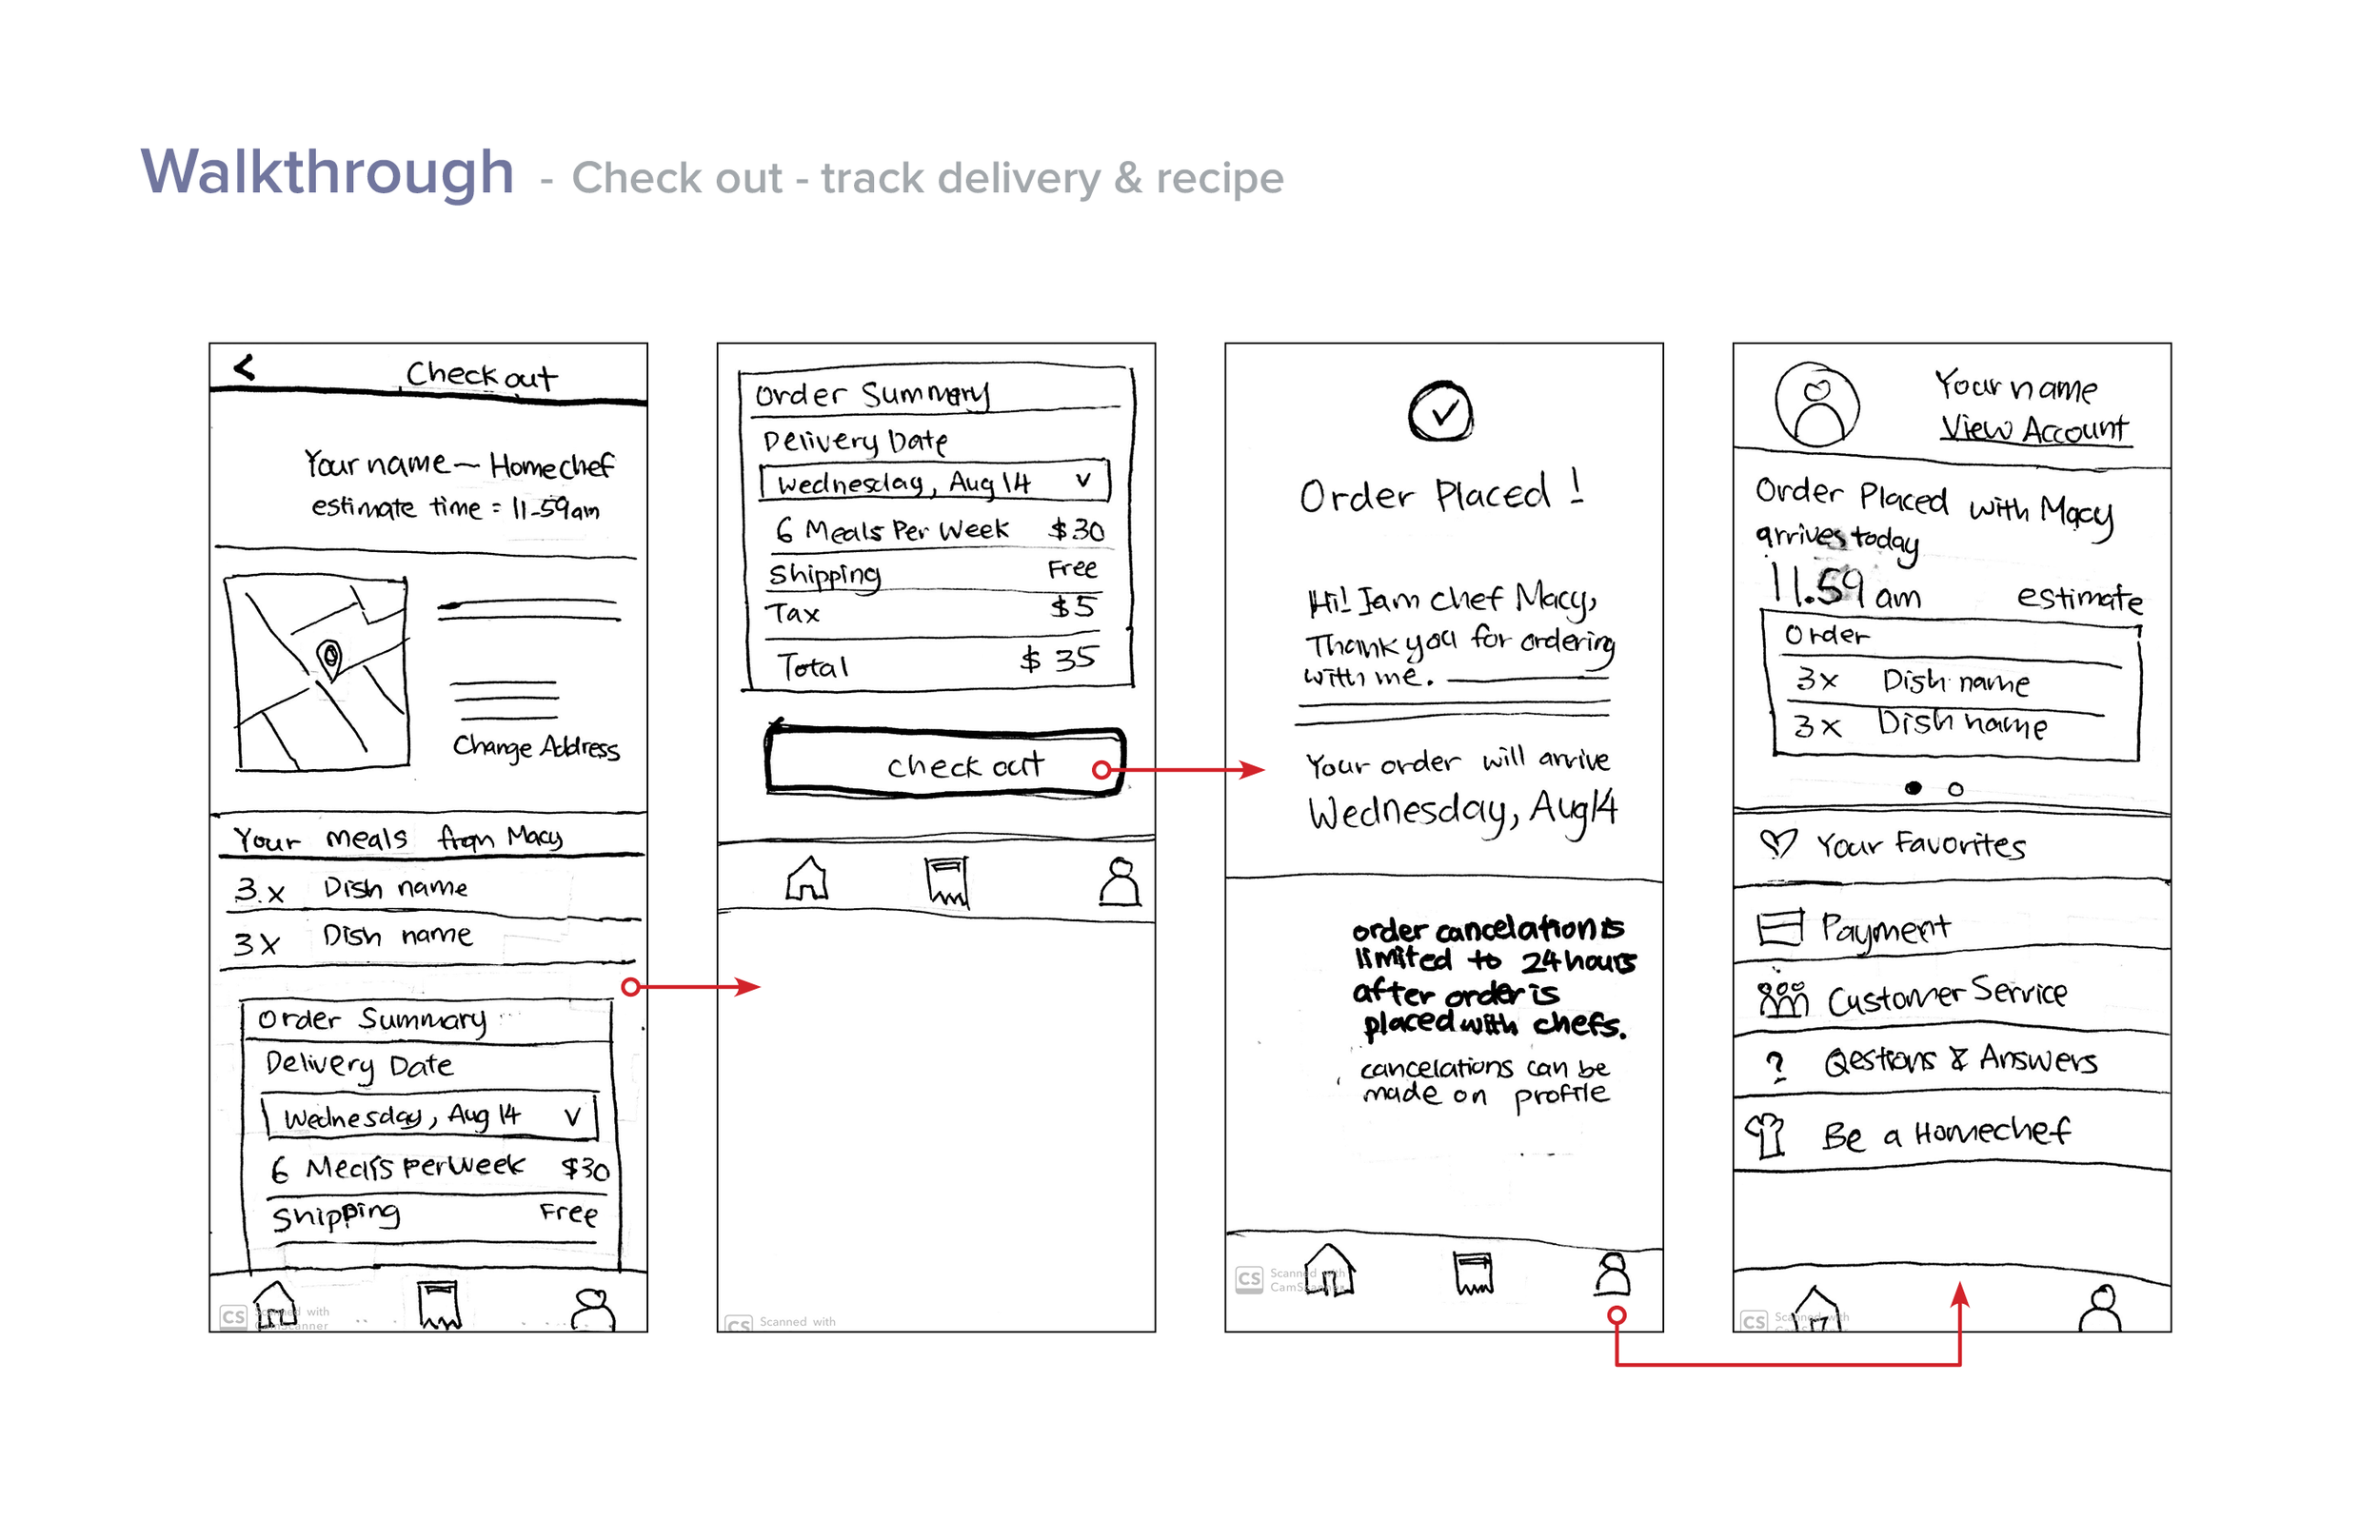 Walkthrough - Check out - track delivery & recipe
< Check out
Your name — Homechef
estimate time = 11-59am
Change Address
Your meals from Macy
3.x Dish name
3x Dish name
Order Summary
Delivery Date
Wednesday, Aug 14 v
6 Meals Per Week $30
Shipping Free
CS Scanned with
CamScanner
Order Summary
Delivery Date
Wednesday, Aug 14 v
6 Meals Per Week $30
Shipping Free
Tax $5
Total $35
check out
CS Scanned with
Order Placed!
Hi! I am chef Macy,
Thank you for ordering
with me.
Your order will arrive
Wednesday, Aug 14
order cancelation is
limited to 24 hours
after order is
placed with chefs.
cancelations can be
made on profile
CS Scanned with
CamScanner
Your name
View Account
Order Placed with Macy
arrives today
11.59 am estimate
Order
3x Dish name
3x Dish name
Your Favorites
Payment
Customer Service
? Qestions & Answers
Be a Homechef
CS Scanned with